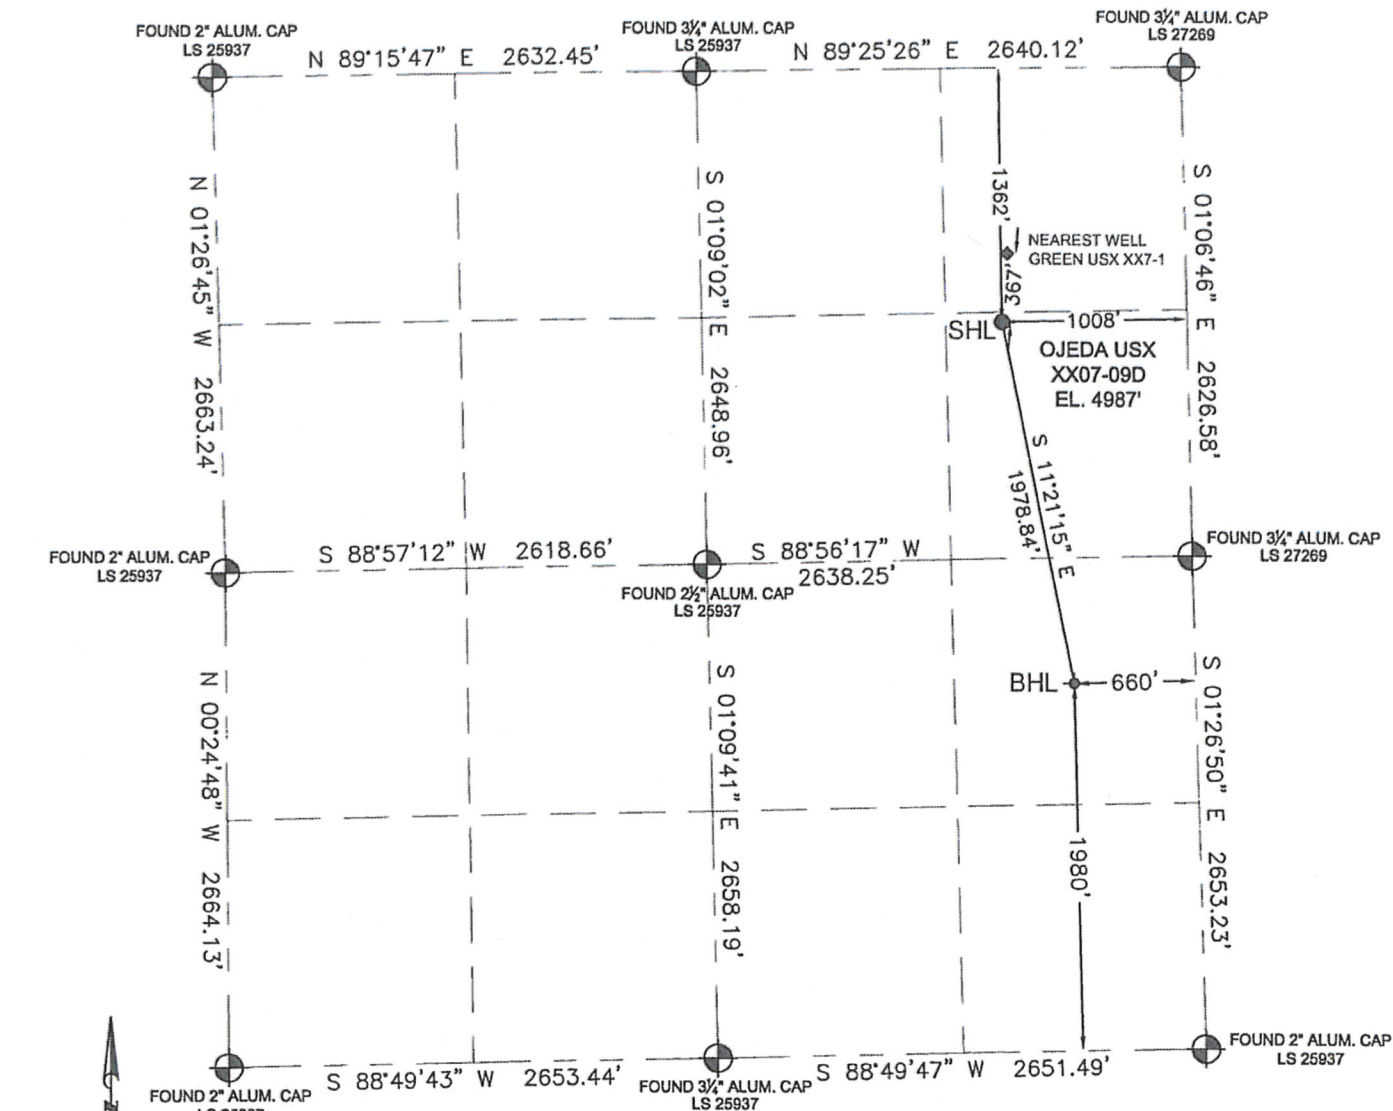 FOUND 2" ALUM. CAP
LS 25937
N 89°15'47" E 2632.45'
FOUND 3¼" ALUM. CAP
LS 25937
N 89°25'26" E 2640.12'
FOUND 3¼" ALUM. CAP
LS 27269
N 01°26'45" W 2663.24'
S 01°09'02" E 2648.96'
1362'
NEAREST WELL
GREEN USX XX7-1
367'
S 01°06'46" E 2626.58'
SHL
1008'
OJEDA USX
XX07-09D
EL. 4987'
S 11°21'15" E
1978.84'
FOUND 2" ALUM. CAP
LS 25937
S 88°57'12" W 2618.66'
FOUND 2½" ALUM. CAP
LS 25937
S 88°56'17" W
2638.25'
FOUND 3¼" ALUM. CAP
LS 27269
N 00°24'48" W 2664.13'
S 01°09'41" E 2658.19'
BHL
660'
1980'
S 01°26'50" E 2653.23'
FOUND 2" ALUM. CAP
S 88°49'43" W 2653.44'
FOUND 3¼" ALUM. CAP
LS 25937
S 88°49'47" W 2651.49'
FOUND 2" ALUM. CAP
LS 25937